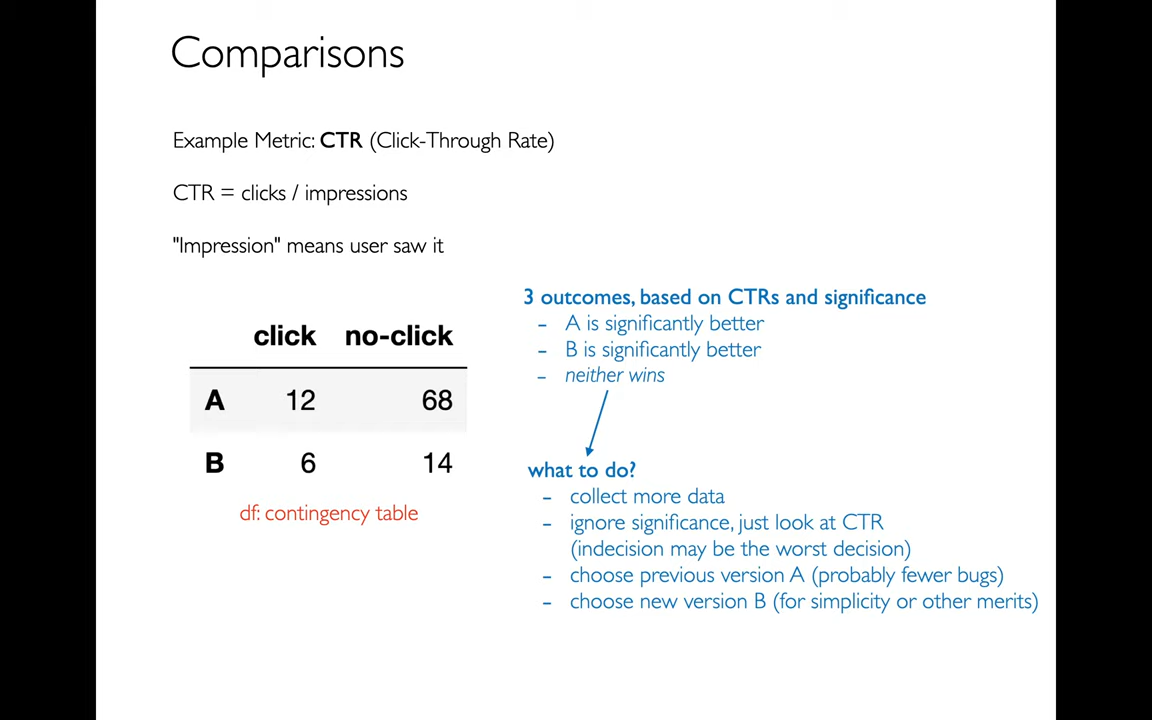 Comparisons
Example Metric: CTR (Click-Through Rate)
CTR = clicks / impressions
"Impression" means user saw it
click no-click
A 12 68
B 6 14
df: contingency table
3 outcomes, based on CTRs and significance
- A is significantly better
- B is significantly better
- neither wins
what to do?
- collect more data
- ignore significance, just look at CTR
(indecision may be the worst decision)
- choose previous version A (probably fewer bugs)
- choose new version B (for simplicity or other merits)